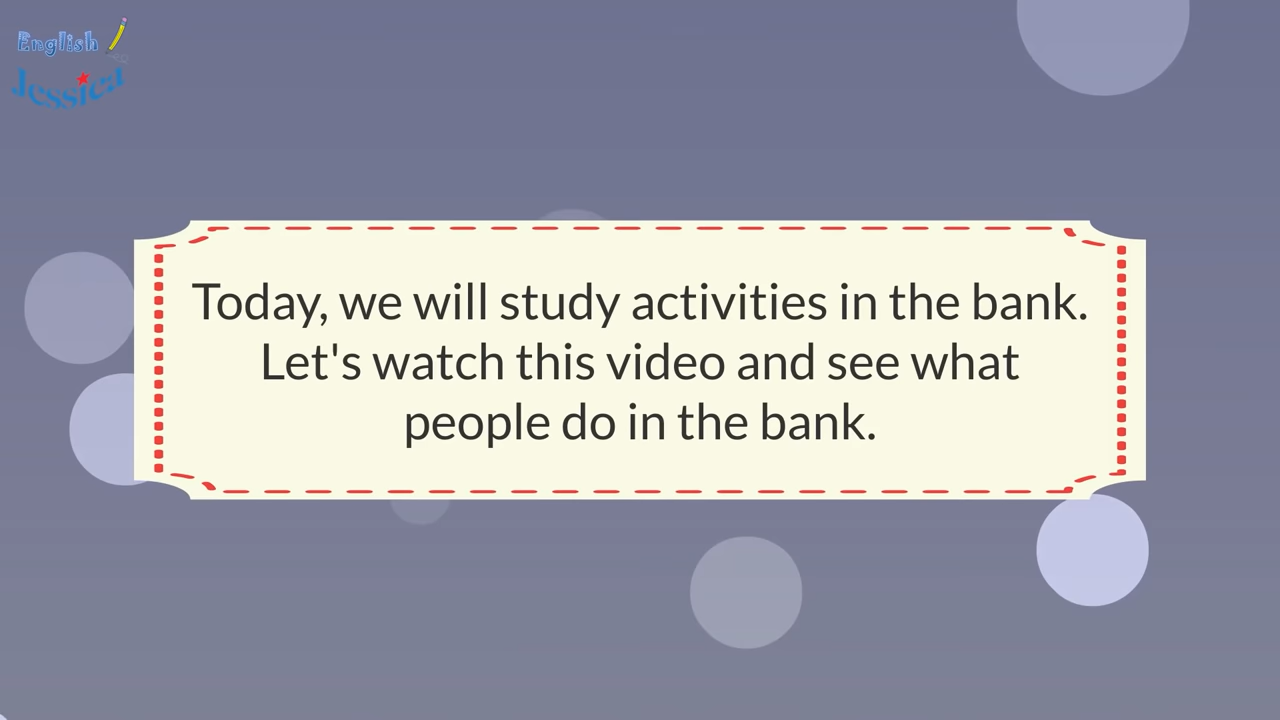 English
Jessica
Today, we will study activities in the bank.
Let's watch this video and see what
people do in the bank.